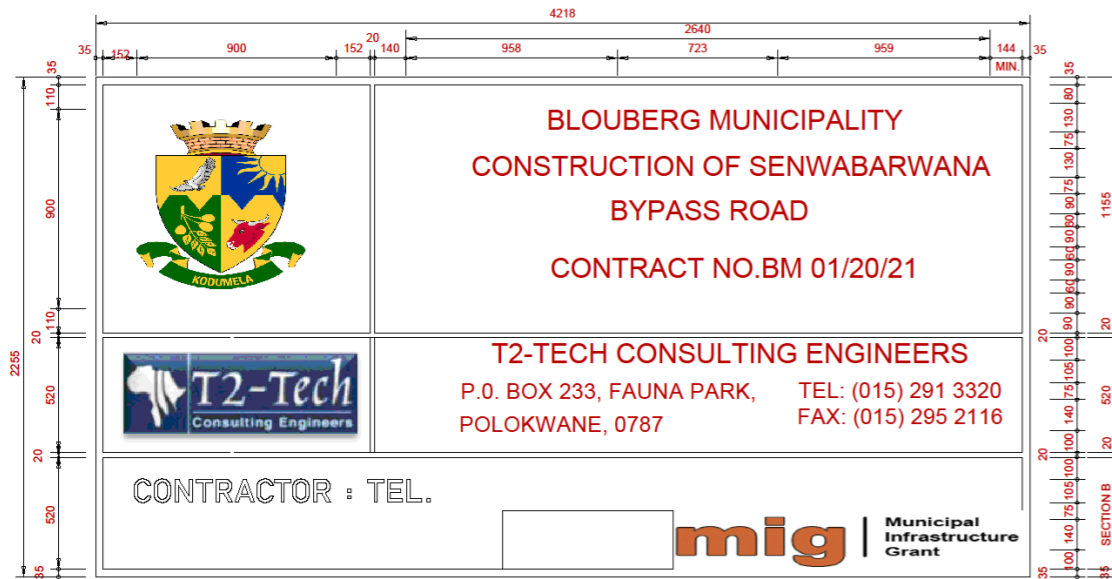 4218
2640
35 152 900 152 20 140 958 723 959 144 35
MIN.
35
110
900
110
20
520
20
520
35
2255
BLOUBERG MUNICIPALITY
CONSTRUCTION OF SENWABARWANA
BYPASS ROAD
CONTRACT NO.BM 01/20/21
KODUMELA
T2-Tech
Consulting Engineers
T2-TECH CONSULTING ENGINEERS
P.0. BOX 233, FAUNA PARK,
POLOKWANE, 0787
TEL: (015) 291 3320
FAX: (015) 295 2116
CONTRACTOR : TEL.
mig
Municipal
Infrastructure
Grant
35
80
130
75
130
75
90
80
90
60
90
60
90
90
20
100
105
75
140
100
20
100
105
75
140
100
35
1155
20
520
20
SECTION B
35